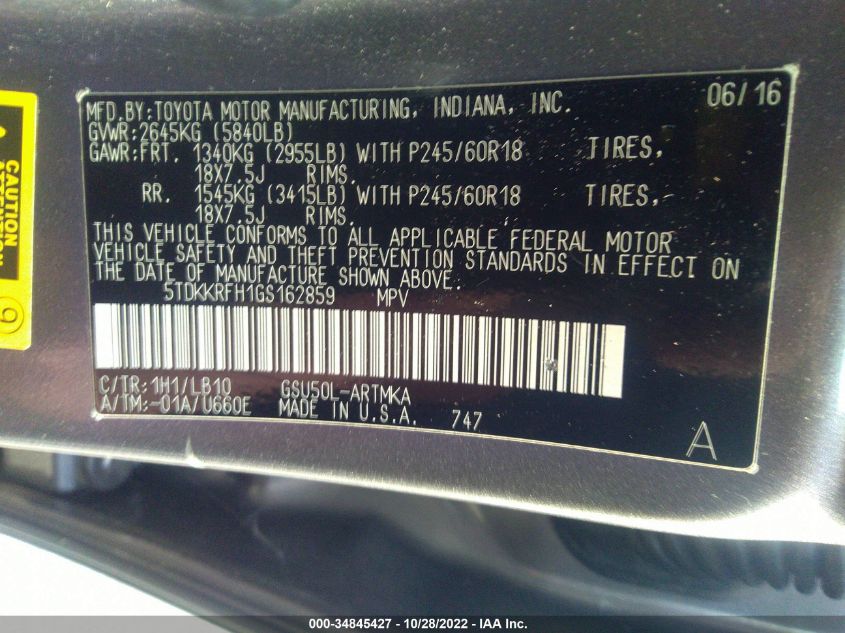 MFD.BY:TOYOTA MOTOR MANUFACTURING, INDIANA, INC. 06/16
GVWR:2645KG (5840LB)
GAWR:FRT. 1340KG (2955LB) WITH P245/60R18 TIRES,
18X7.5J RIMS.
RR. 1545KG (3415LB) WITH P245/60R18 TIRES,
18X7.5J RIMS.
THIS VEHICLE CONFORMS TO ALL APPLICABLE FEDERAL MOTOR
VEHICLE SAFETY AND THEFT PREVENTION STANDARDS IN EFFECT ON
THE DATE OF MANUFACTURE SHOWN ABOVE.
5TDKKRFH1GS162859 MPV
C/TR:1H1/LB10 GSU50L-ARTMKA
A/TM:-01A/U660E MADE IN U.S.A. 747
A
CAUTION
9
000-34845427 | 10/28/2022 - IAA Inc.